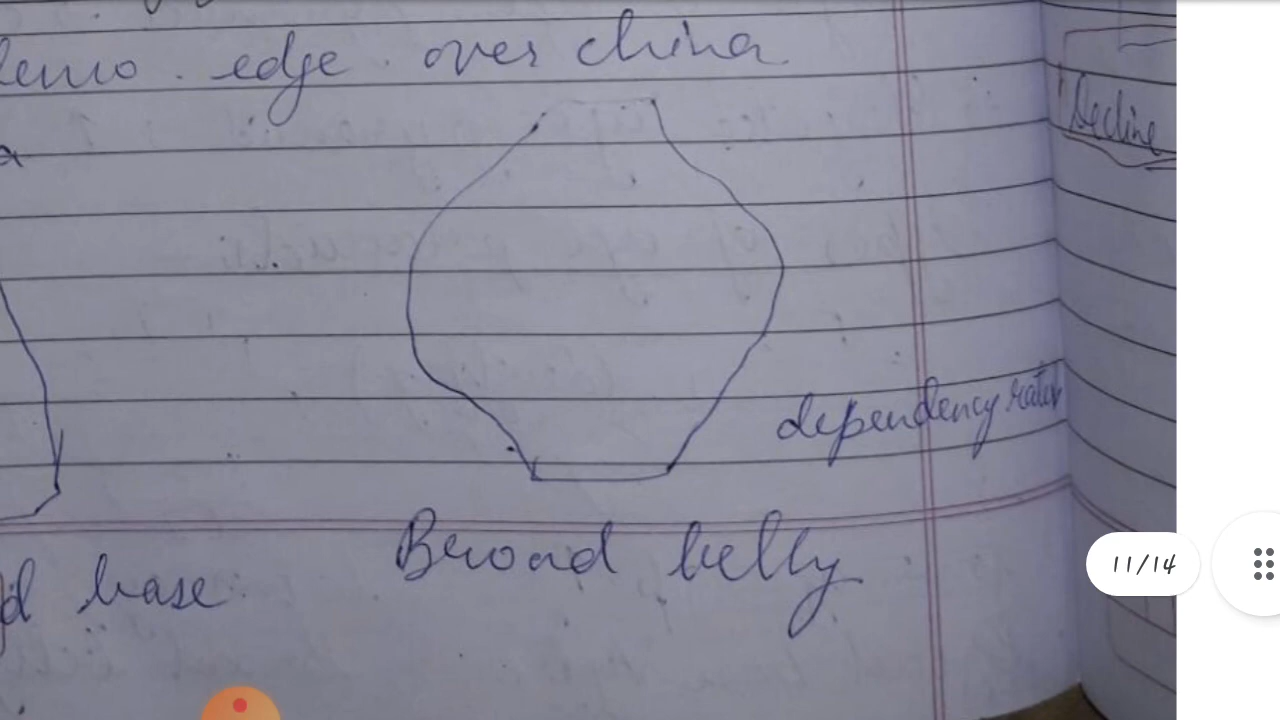 edge over china
Decline
dependency ratio
Broad belly
base
11/14